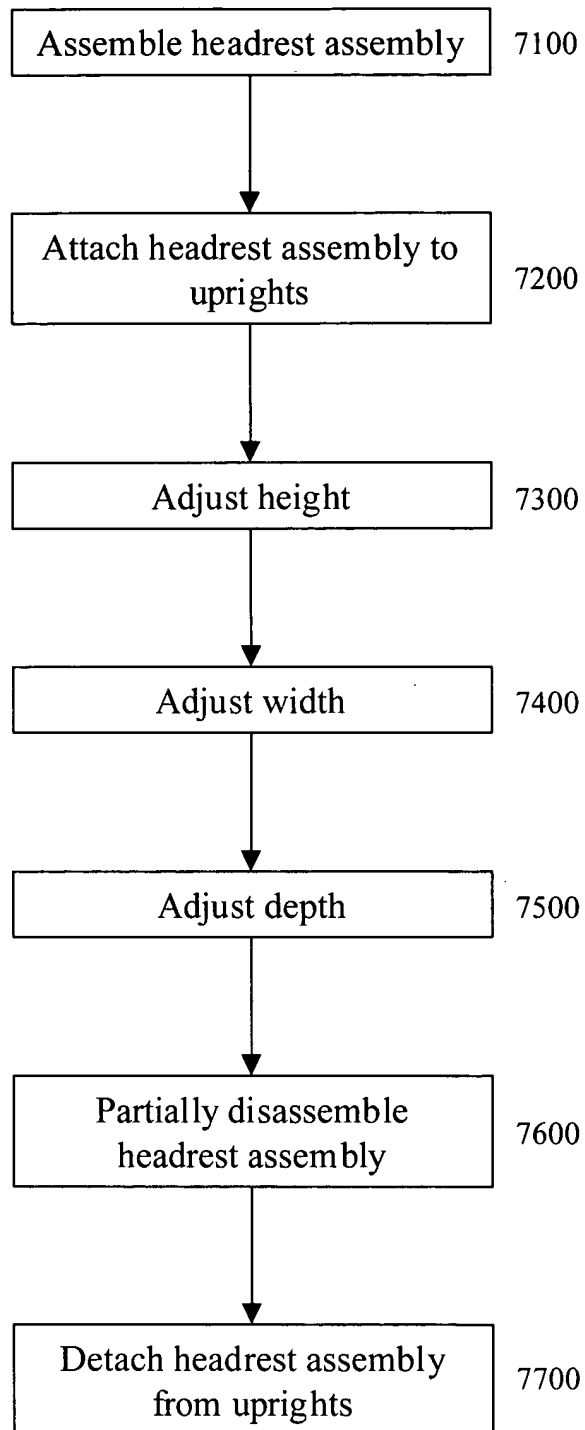 Assemble headrest assembly 7100
Attach headrest assembly to
uprights 7200
Adjust height 7300
Adjust width 7400
Adjust depth 7500
Partially disassemble
headrest assembly 7600
Detach headrest assembly
from uprights 7700